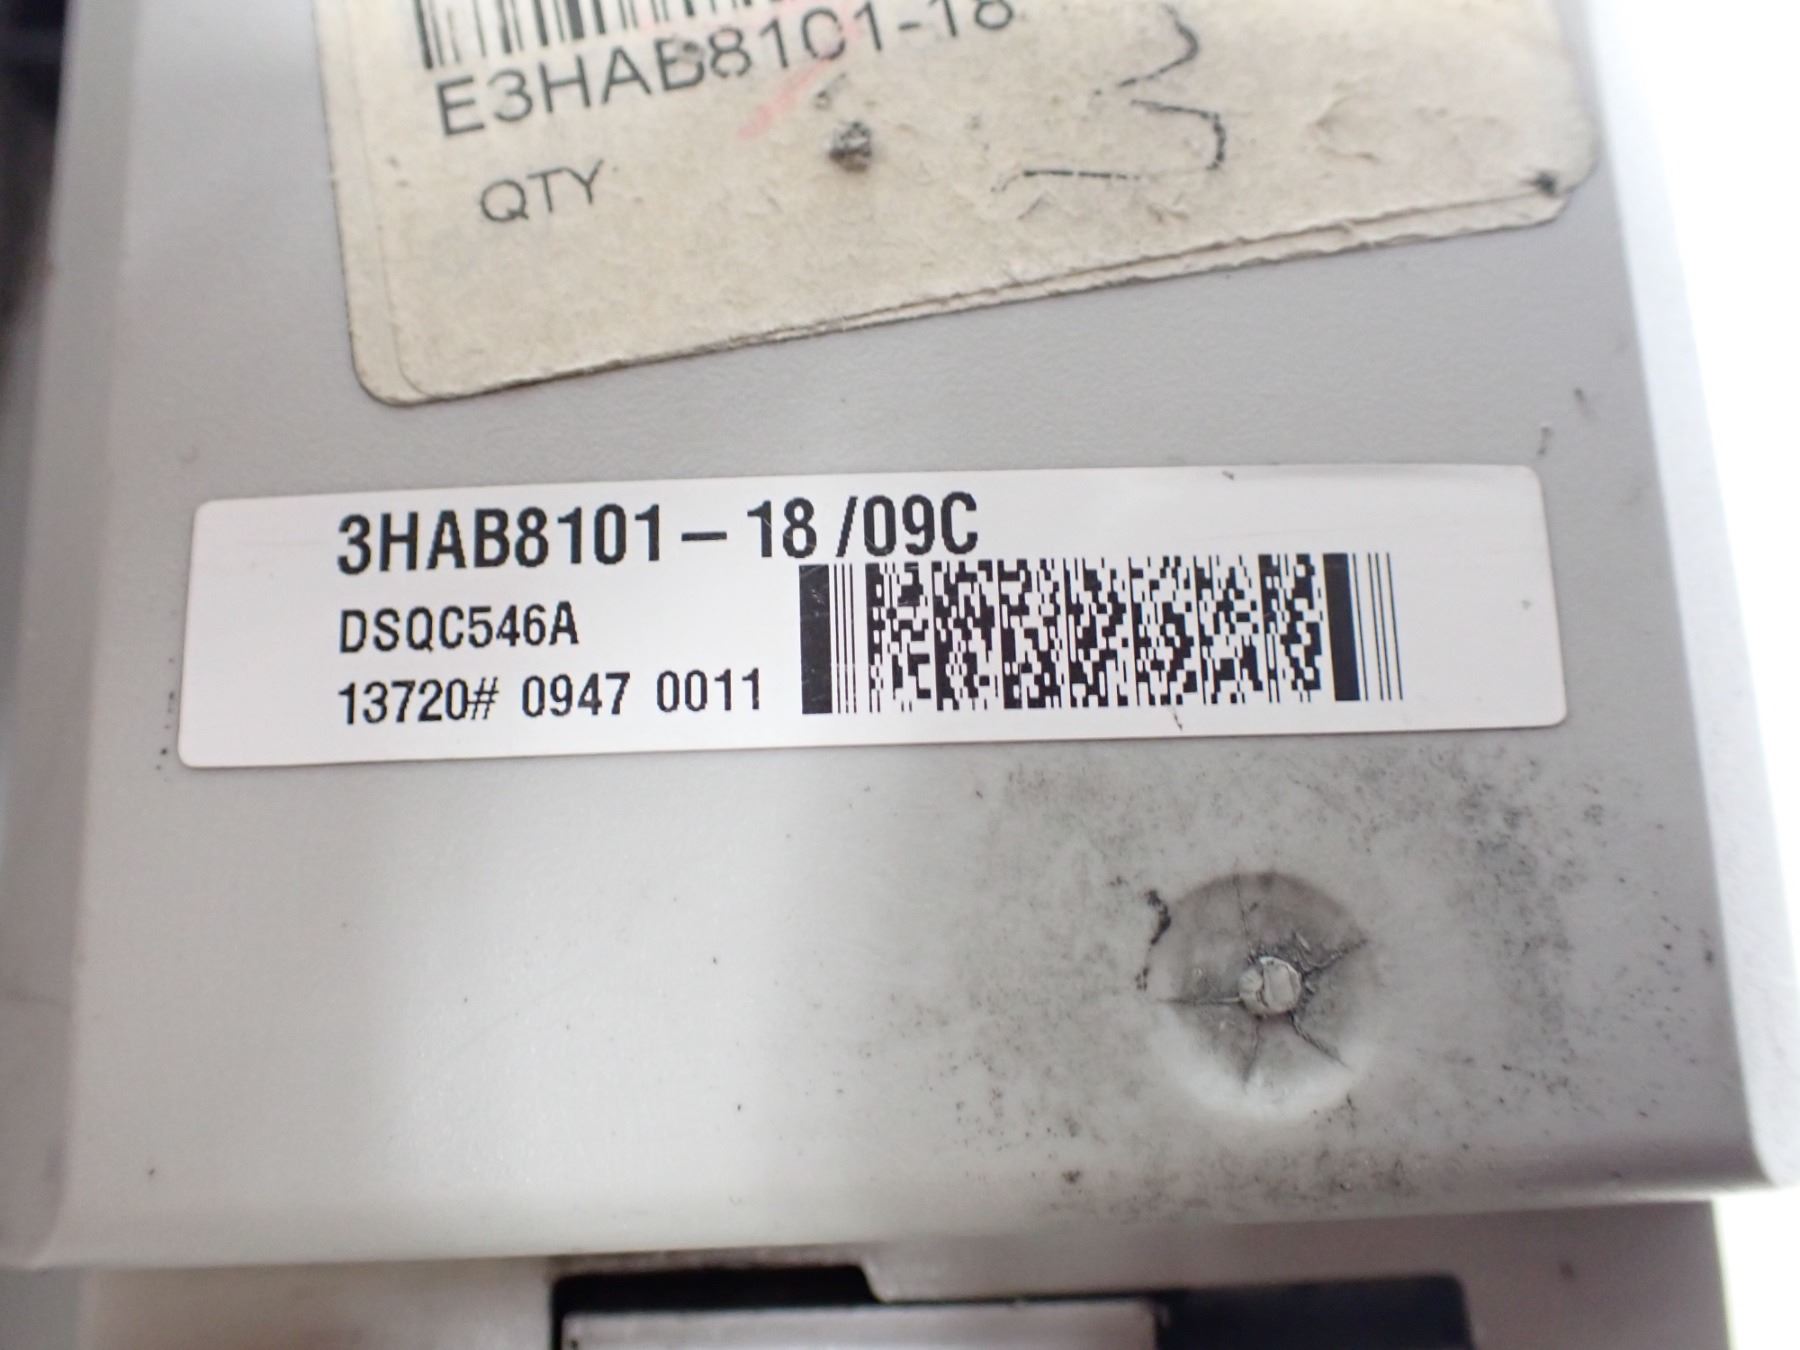 E3HAB8101-18
QTY
3HAB8101-18/09C
DSQC546A
13720# 0947 0011